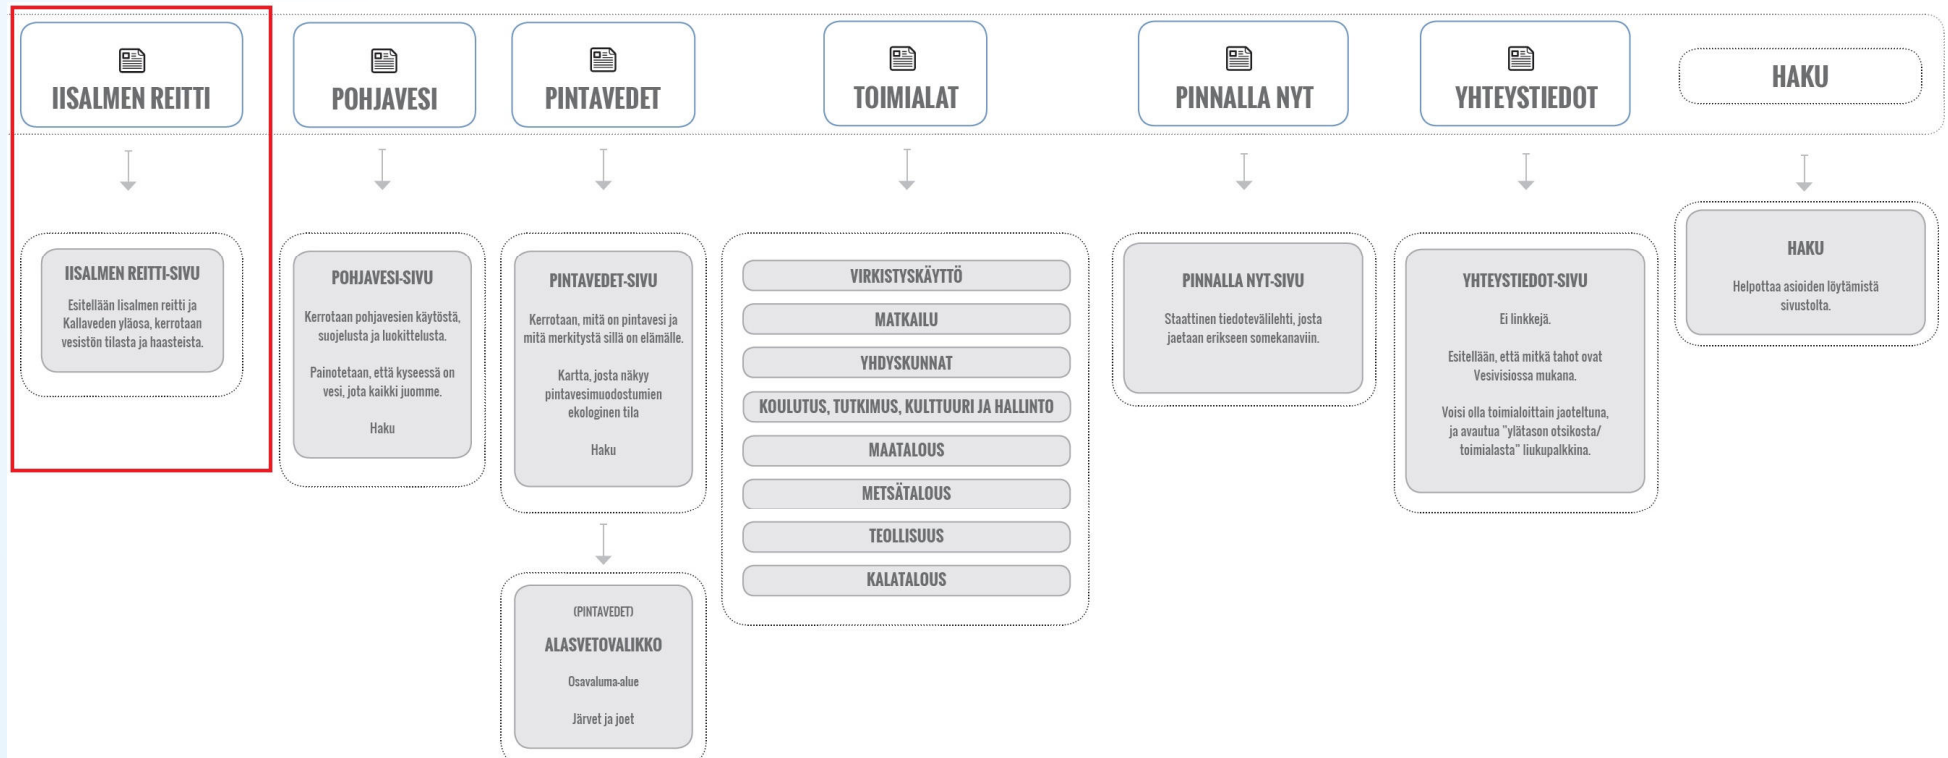 IISALMEN REITTI
POHJAVESI
PINTAVEDET
TOIMIALAT
PINNALLA NYT
YHTEYSTIEDOT
HAKU
IISALMEN REITTI-SIVU
Esitellään Iisalmen reitti ja
Kallaveden yläosa, kerrotaan
vesistön tilasta ja haasteista.
POHJAVESI-SIVU
Kerrotaan pohjavesien käytöstä,
suojelusta ja luokittelusta.
Painotetaan, että kyseessä on
vesi, jota kaikki juomme.
Haku
PINTAVEDET-SIVU
Kerrotaan, mitä on pintavesi ja
mitä merkitystä sillä on elämälle.
Kartta, josta näkyy
pintavesimuodostumien
ekologinen tila
Haku
(PINTAVEDET)
ALASVETOVALIKKO
Osavaluma-alue
Järvet ja joet
VIRKISTYSKÄYTTÖ
MATKAILU
YHDYSKUNNAT
KOULUTUS, TUTKIMUS, KULTTUURI JA HALLINTO
MAATALOUS
METSÄTALOUS
TEOLLISUUS
KALATALOUS
PINNALLA NYT-SIVU
Staattinen tiedotevälilehti, josta
jaetaan erikseen somekanaviin.
YHTEYSTIEDOT-SIVU
Ei linkkejä.
Esitellään, että mitkä tahot ovat
Vesivisiossa mukana.
Voisi olla toimialoittain jaoteltuna,
ja avautua "ylätason otsikosta/
toimialasta" liukupalkkina.
HAKU
Helpottaa asioiden löytämistä
sivustolta.